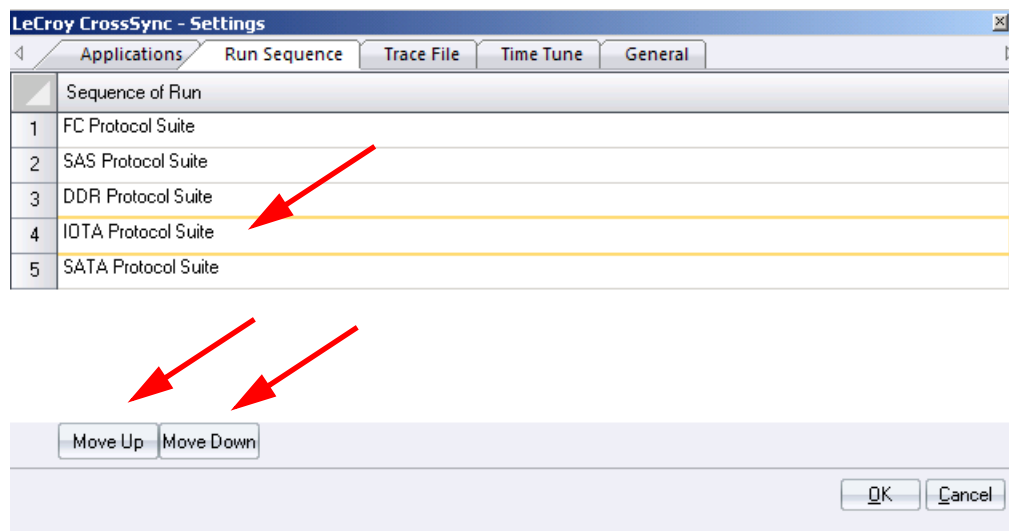 LeCroy CrossSync - Settings
Applications Run Sequence Trace File Time Tune General
Sequence of Run
1 FC Protocol Suite
2 SAS Protocol Suite
3 DDR Protocol Suite
4 IOTA Protocol Suite
5 SATA Protocol Suite
Move Up Move Down
OK Cancel